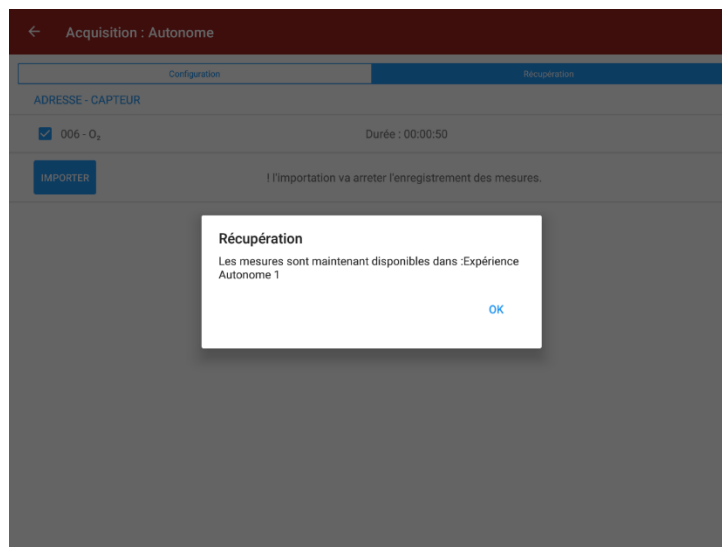 Acquisition : Autonome
Configuration
Récupération
ADRESSE - CAPTEUR
006 - O₂
Durée : 00:00:50
IMPORTER
! l'importation va arreter l'enregistrement des mesures.
Récupération
Les mesures sont maintenant disponibles dans :Expérience
Autonome 1
OK